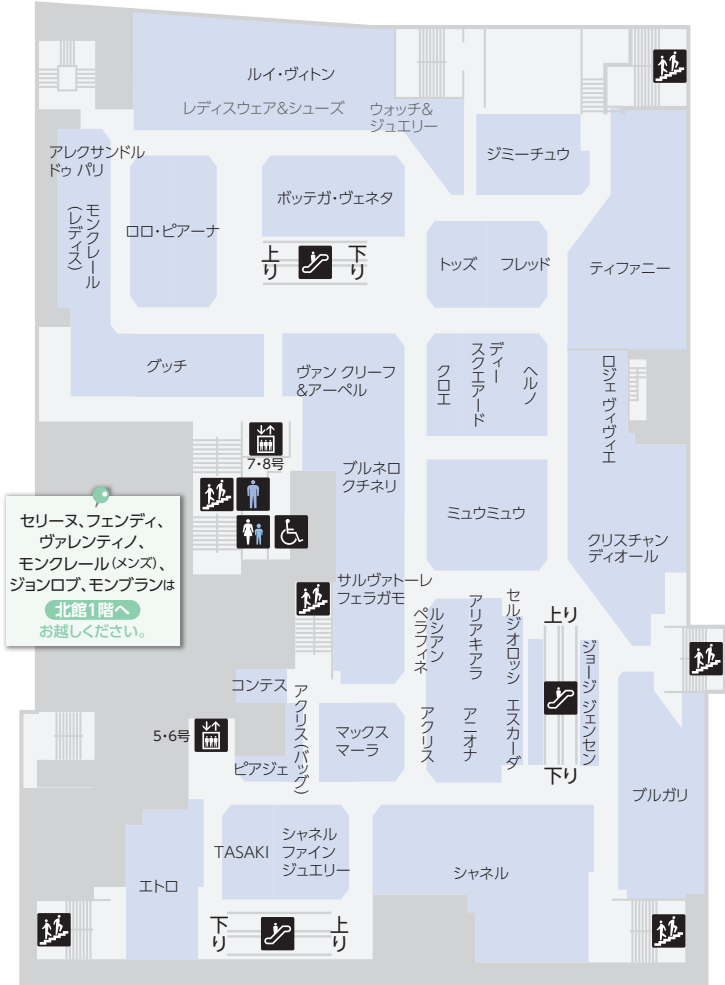 ルイ・ヴィトン
レディスウェア&シューズ
ウォッチ&
ジュエリー
ジミーチュウ
アレクサンドル
ドゥ パリ
モンクレール
(レディス)
ロロ・ピアーナ
ボッテガ・ヴェネタ
上り
下り
トッズ
フレッド
ティファニー
グッチ
ヴァン クリーフ
&アーペル
クロエ
ディー
スクエアード
ヘルノ
ロジェ ヴィヴィエ
7・8号
ブルネロ
クチネリ
ミュウミュウ
クリスチャン
ディオール
セリーヌ、フェンディ、
ヴァレンティノ、
モンクレール(メンズ)、
ジョンロブ、モンブランは
北館1階へ
お越しください。
サルヴァトーレ
フェラガモ
ルシアン
ペラフィネ
アリアキアラ
セルジオロッシ
上り
下り
ジョージ ジェンセン
コンテス
アクリス(バッグ)
マックス
マーラ
アクリス
アニオナ
エスカーダ
5・6号
ピアジェ
ブルガリ
エトロ
TASAKI
シャネル
ファイン
ジュエリー
シャネル
下り
上り